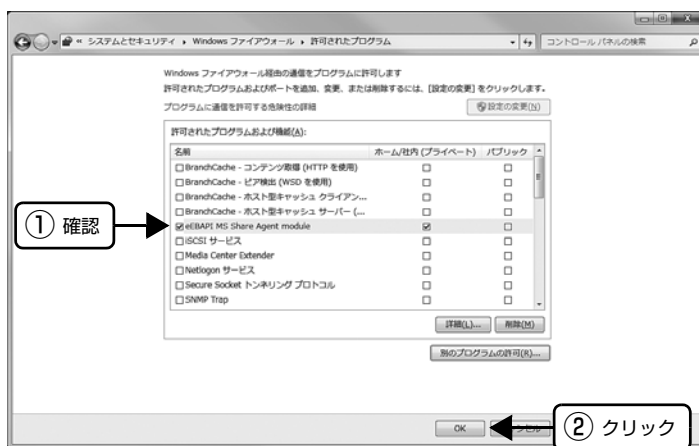 « システムとセキュリティ ▸ Windows ファイアウォール ▸ 許可されたプログラム
コントロール パネルの検索
Windows ファイアウォール経由の通信をプログラムに許可します
許可されたプログラムおよびポートを追加、変更、または削除するには、[設定の変更] をクリックします。
プログラムに通信を許可する危険性の詳細
設定の変更(N)
許可されたプログラムおよび機能(A):
名前 ホーム/社内 (プライベート) パブリック
BranchCache - コンテンツ取得 (HTTP を使用)
BranchCache - ピア検出 (WSD を使用)
BranchCache - ホスト型キャッシュ クライアン...
BranchCache - ホスト型キャッシュ サーバー (...
① 確認
eEBAPI MS Share Agent module
iSCSI サービス
Media Center Extender
Netlogon サービス
Secure Socket トンネリング プロトコル
SNMP Trap
詳細(L)... 削除(M)
別のプログラムの許可(R)...
OK
② クリック